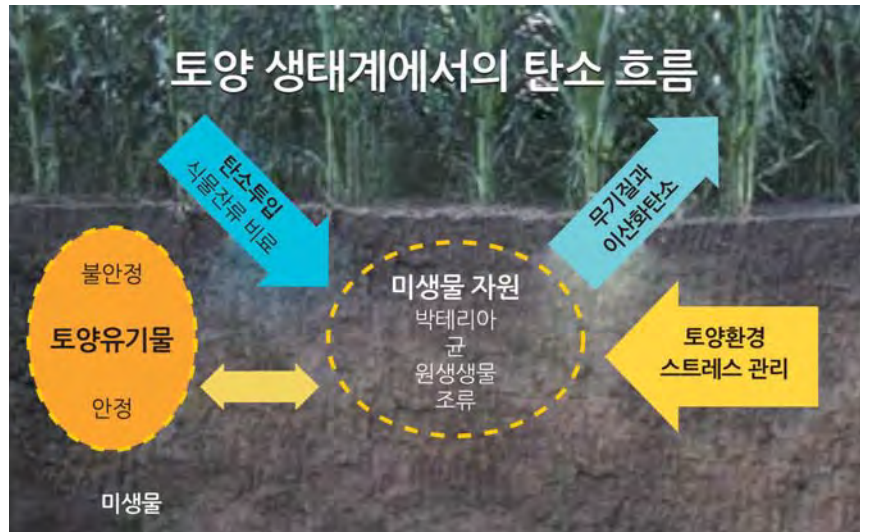 토양 생태계에서의 탄소 흐름
탄소투입
식물잔류 비료
무기질과
이산화탄소
불안정
토양유기물
안정
미생물 자원
박테리아
균
원생생물
조류
토양환경
스트레스 관리
미생물